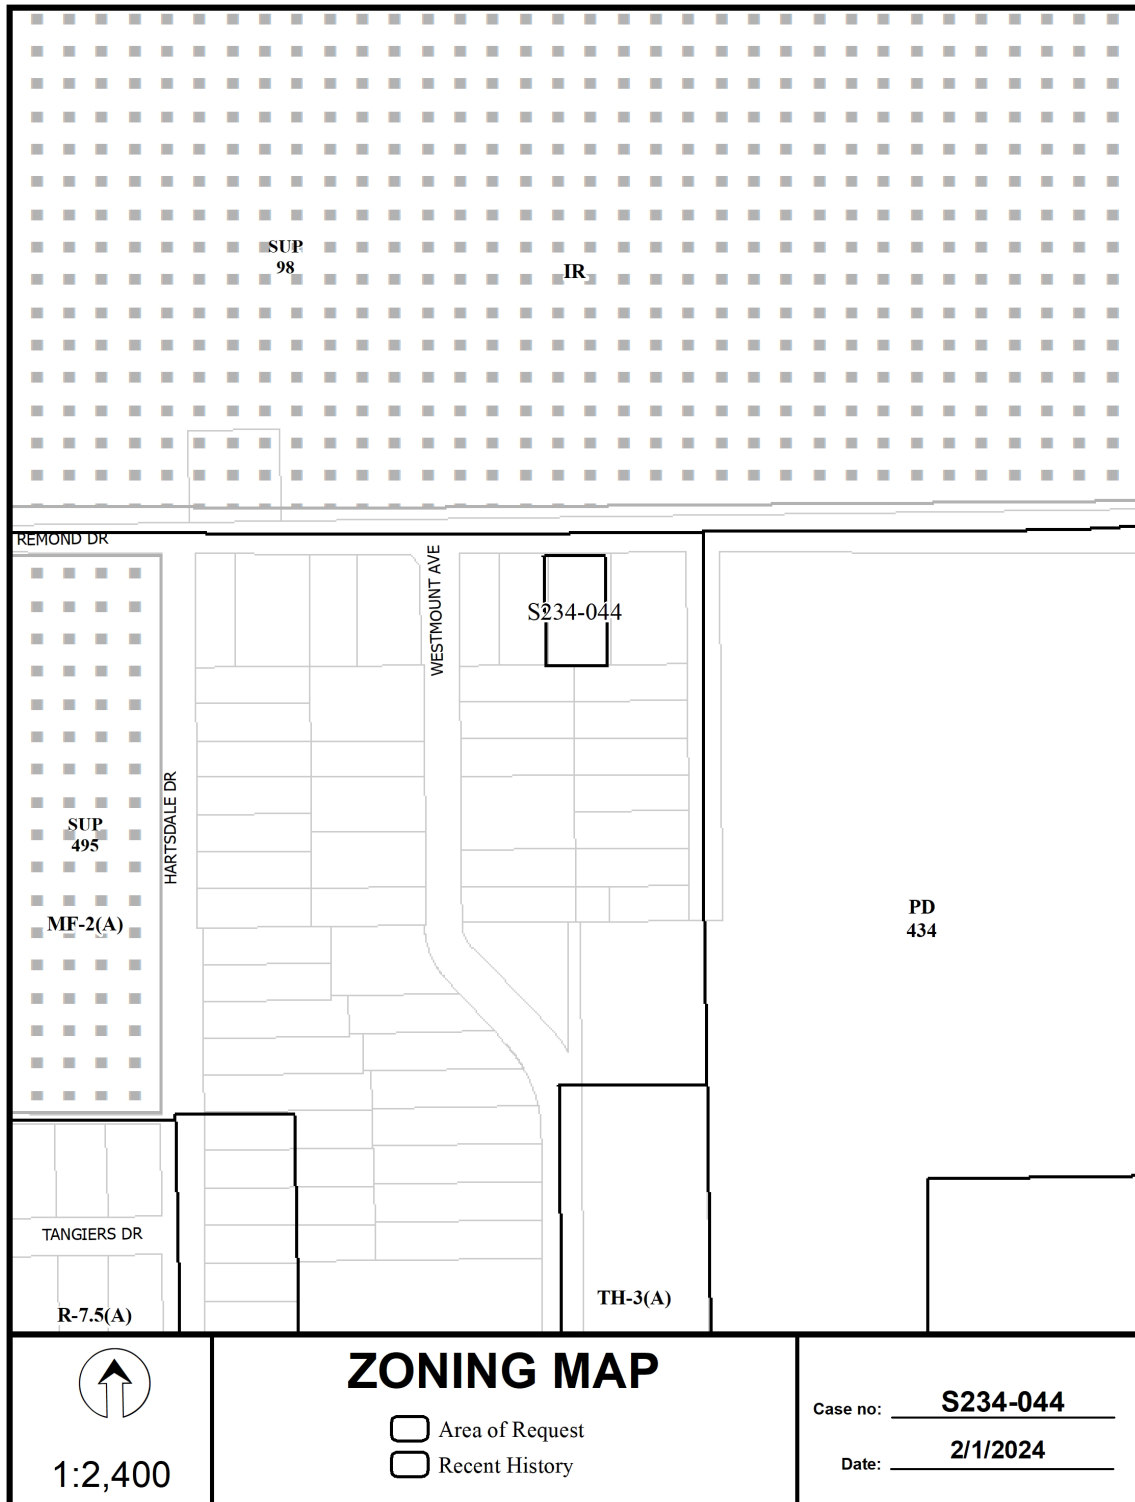 SUP
98
IR
REMOND DR
WESTMOUNT AVE
S234-044
HARTSDALE DR
SUP
495
MF-2(A)
PD
434
TANGIERS DR
R-7.5(A)
TH-3(A)
1:2,400
ZONING MAP
Area of Request
Recent History
Case no: S234-044
Date: 2/1/2024